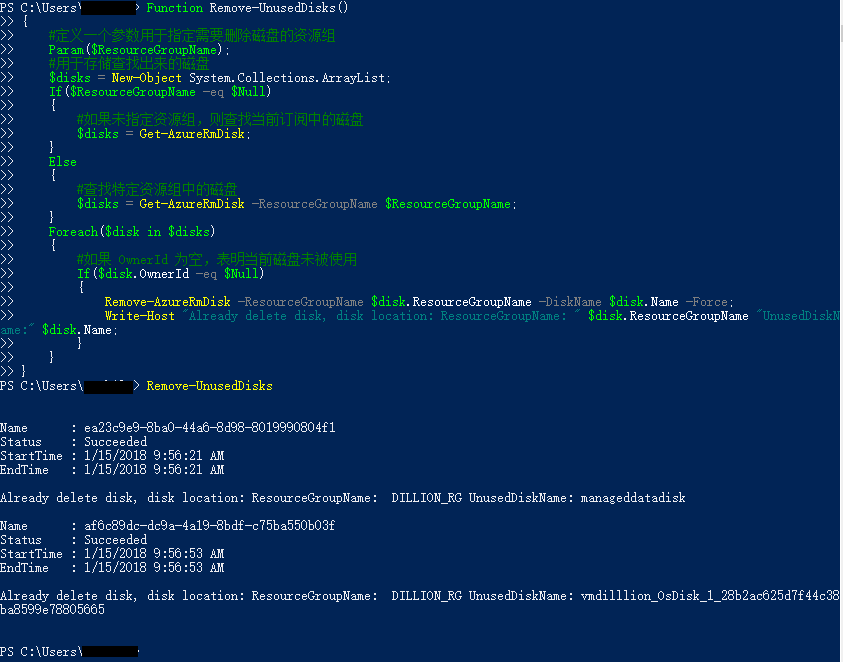 PS C:\Users\ > Function Remove-UnusedDisks()
>> {
>> #定义一个参数用于指定需要删除磁盘的资源组
>> Param($ResourceGroupName);
>> #用于存储查找出来的磁盘
>> $disks = New-Object System.Collections.ArrayList;
>> If($ResourceGroupName -eq $Null)
>> {
>> #如果未指定资源组，则查找当前订阅中的磁盘
>> $disks = Get-AzureRmDisk;
>> }
>> Else
>> {
>> #查找特定资源组中的磁盘
>> $disks = Get-AzureRmDisk -ResourceGroupName $ResourceGroupName;
>> }
>> Foreach($disk in $disks)
>> {
>> #如果 OwnerId 为空，表明当前磁盘未被使用
>> If($disk.OwnerId -eq $Null)
>> {
>> Remove-AzureRmDisk -ResourceGroupName $disk.ResourceGroupName -DiskName $disk.Name -Force;
>> Write-Host "Already delete disk, disk location: ResourceGroupName: " $disk.ResourceGroupName "UnusedDiskN
ame:" $disk.Name;
>> }
>> }
>> }
PS C:\Users\ > Remove-UnusedDisks
Name : ea23c9e9-8ba0-44a6-8d98-8019990804f1
Status : Succeeded
StartTime : 1/15/2018 9:56:21 AM
EndTime : 1/15/2018 9:56:21 AM
Already delete disk, disk location: ResourceGroupName:  DILLION_RG UnusedDiskName: manageddatadisk
Name : af6c89dc-dc9a-4a19-8bdf-c75ba550b03f
Status : Succeeded
StartTime : 1/15/2018 9:56:53 AM
EndTime : 1/15/2018 9:56:53 AM
Already delete disk, disk location: ResourceGroupName:  DILLION_RG UnusedDiskName: vmdilllion_OsDisk_1_28b2ac625d7f44c38
ba8599e78805665
PS C:\Users\